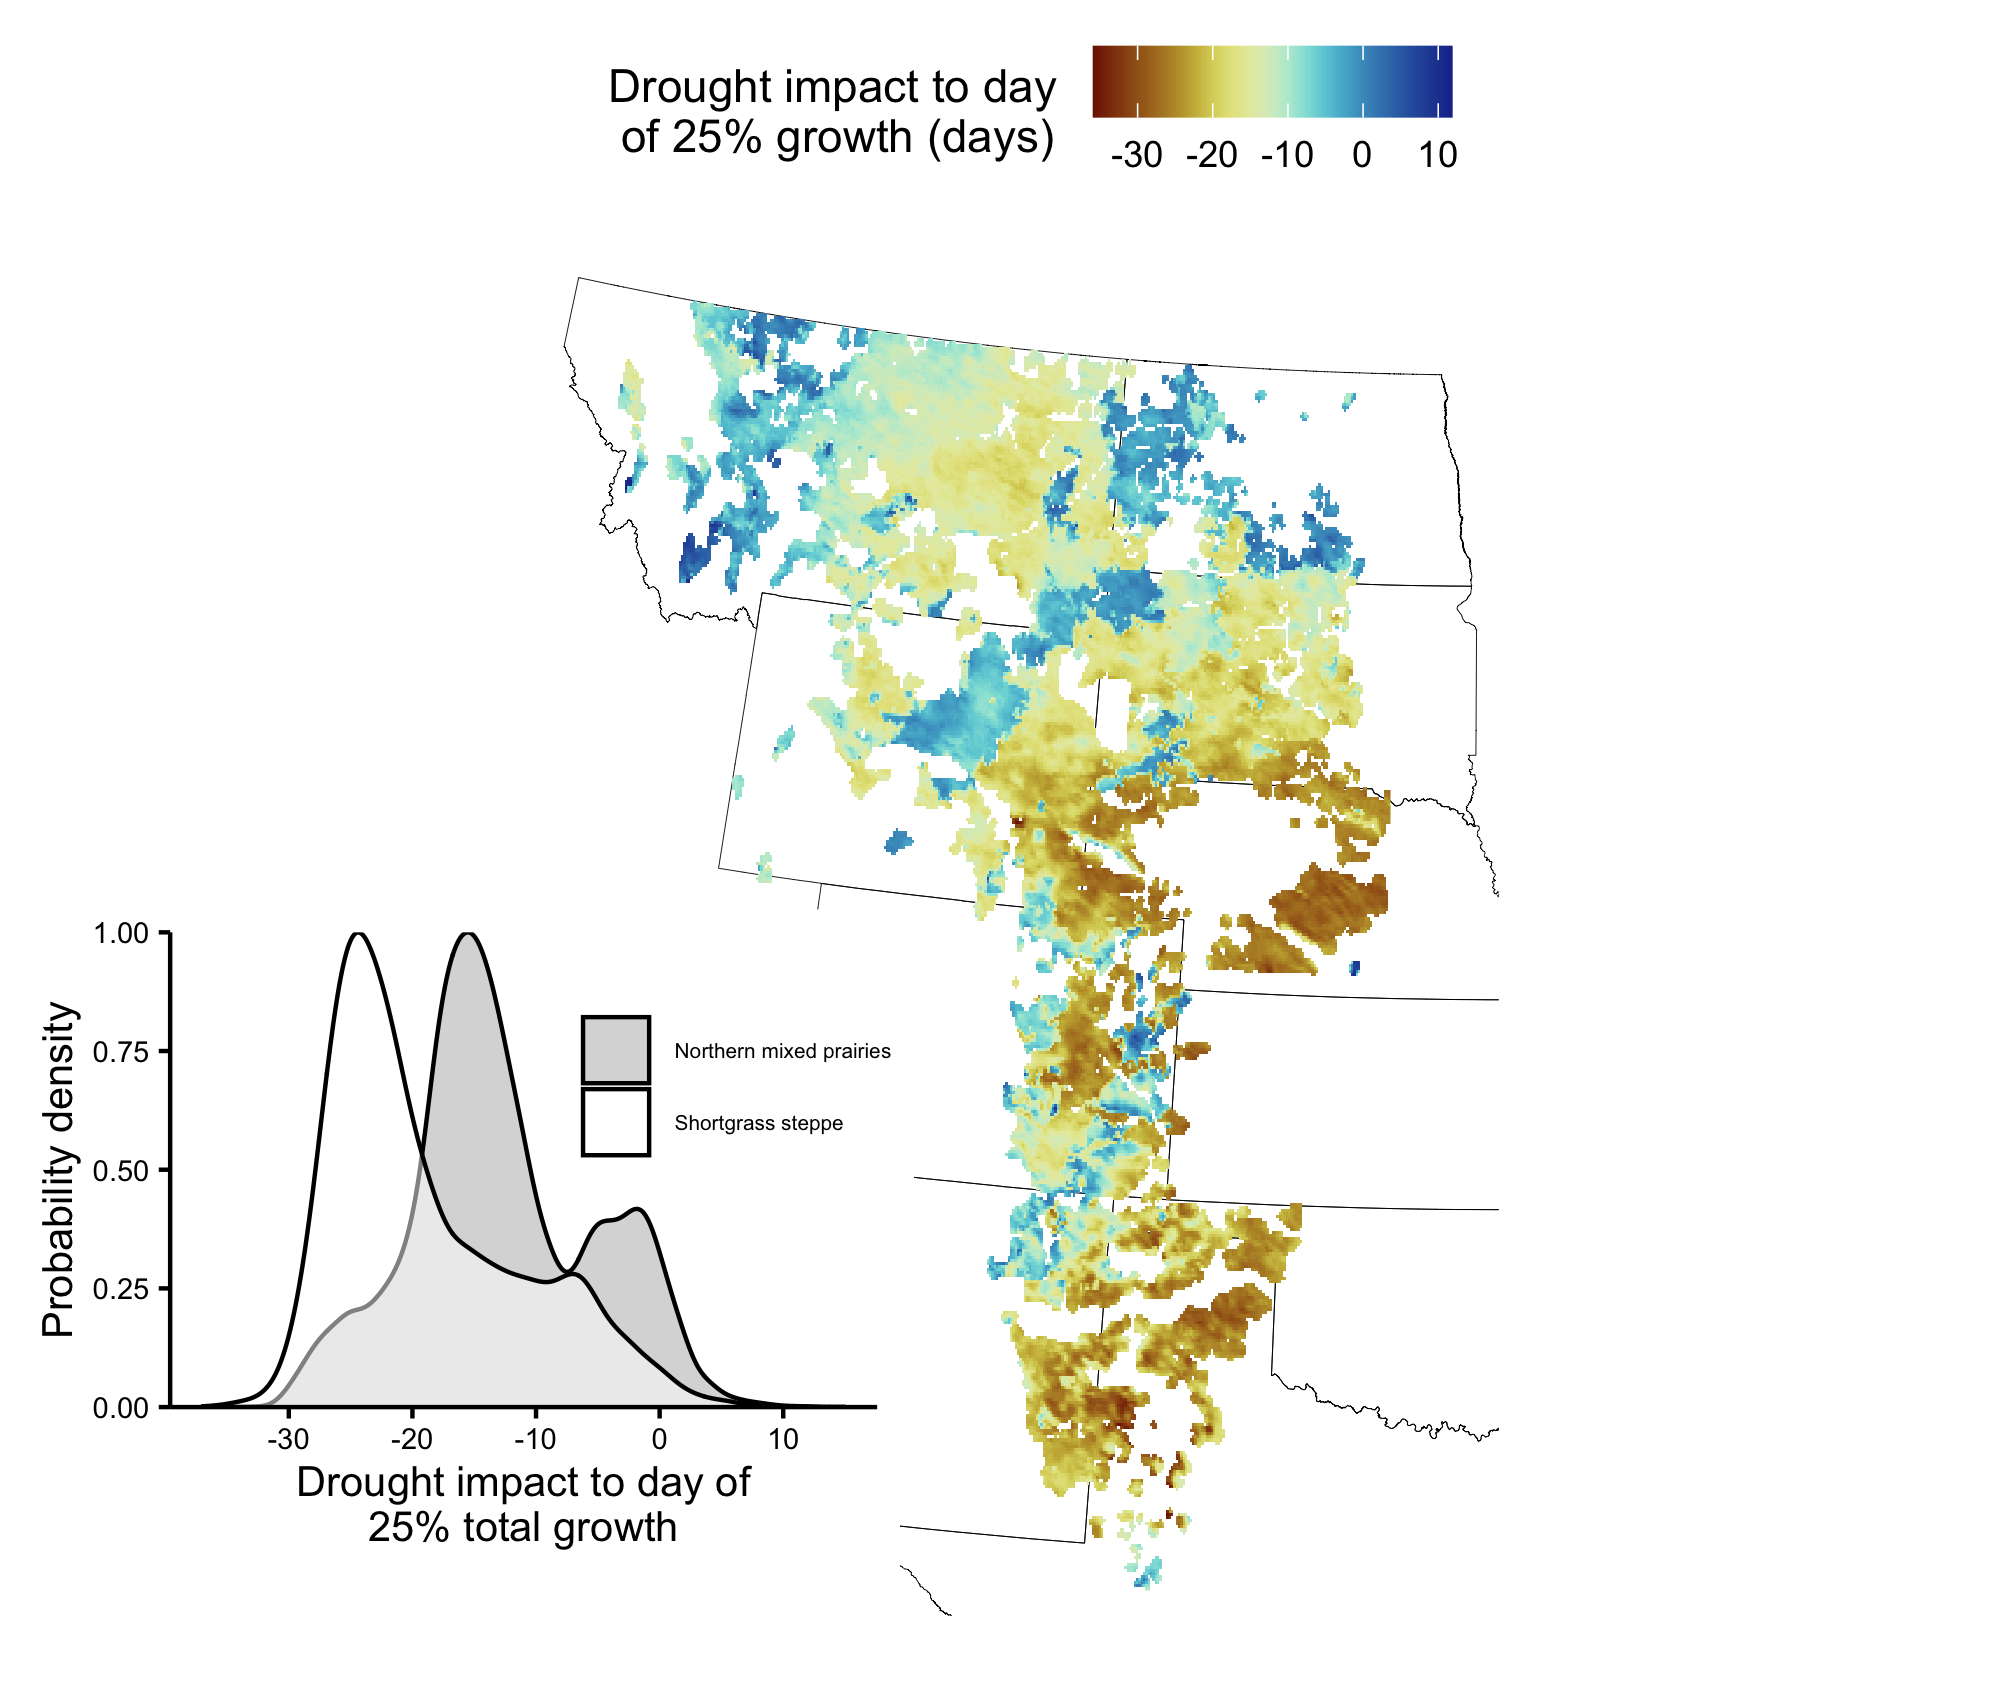 Drought impact to day
of 25% growth (days)
-30 -20 -10 0 10
1.00
0.75
0.50
0.25
0.00
Probability density
Northern mixed prairies
Shortgrass steppe
-30 -20 -10 0 10
Drought impact to day of
25% total growth